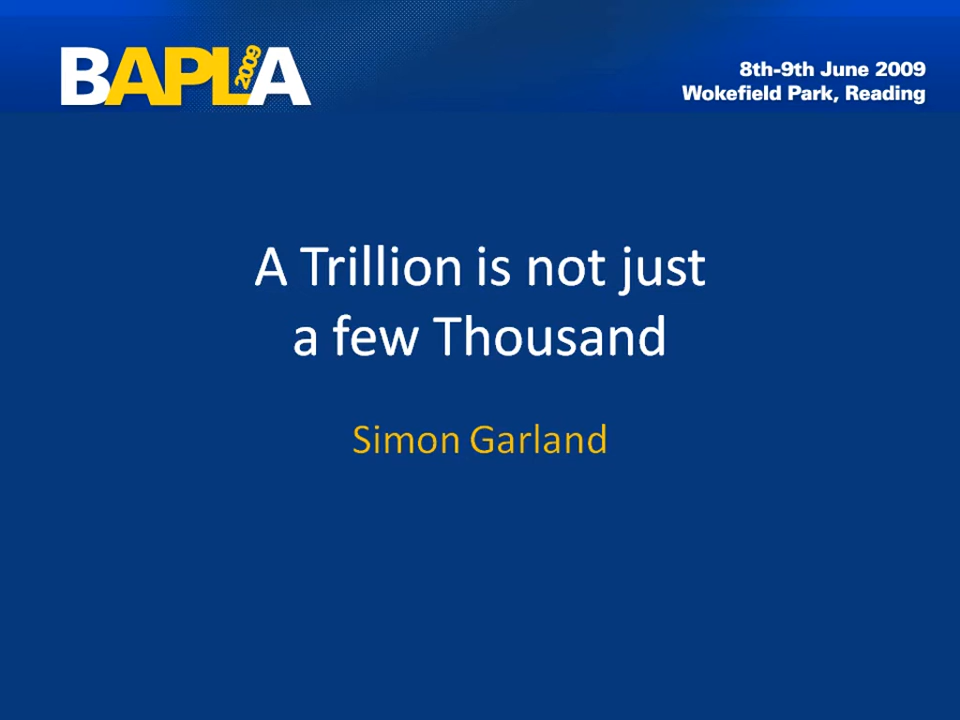 BAPLA 2009
8th-9th June 2009
Wokefield Park, Reading
A Trillion is not just
a few Thousand
Simon Garland